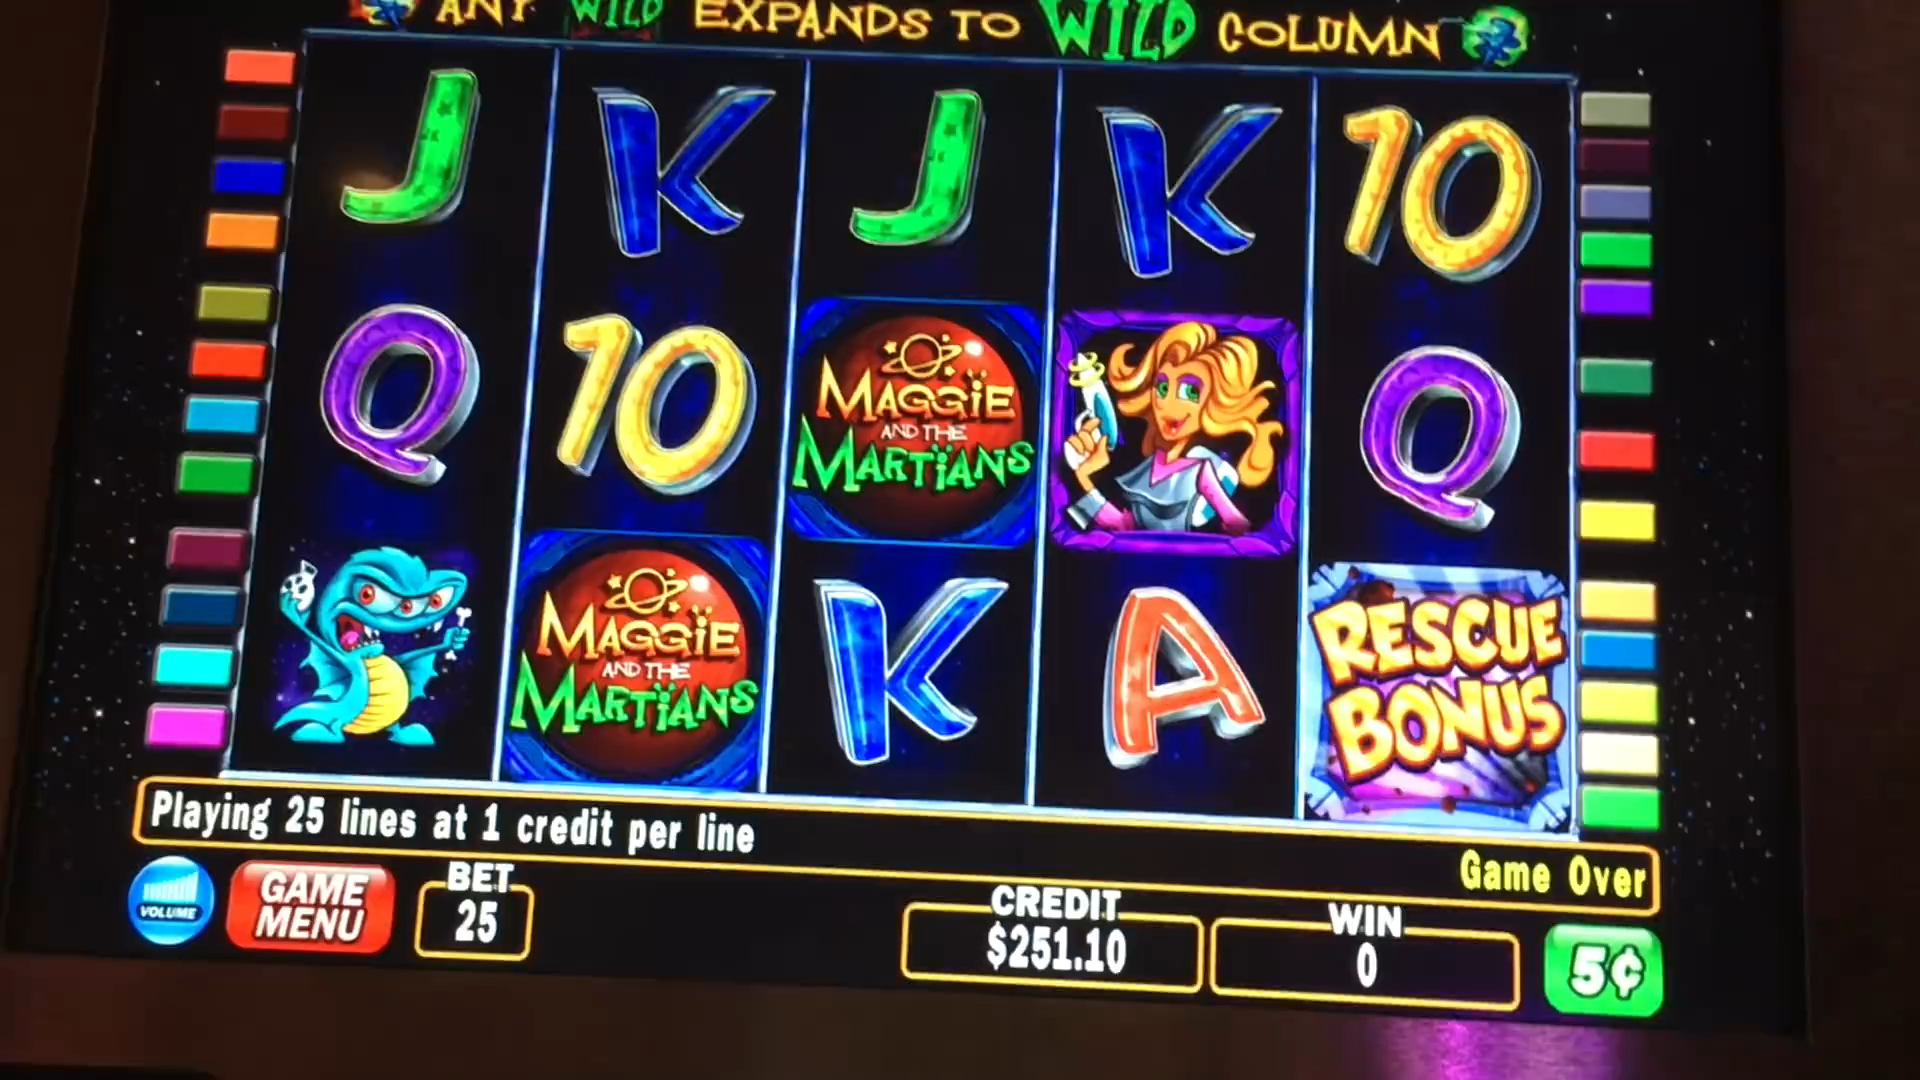 ANY WILD EXPANDS TO WILD COLUMN
J K J K 10
Q 10 MAGGIE AND THE MARTIANS Q
MAGGIE AND THE MARTIANS K A RESCUE BONUS
Playing 25 lines at 1 credit per line
Game Over
VOLUME
GAME MENU
BET
25
CREDIT
$251.10
WIN
0
5¢